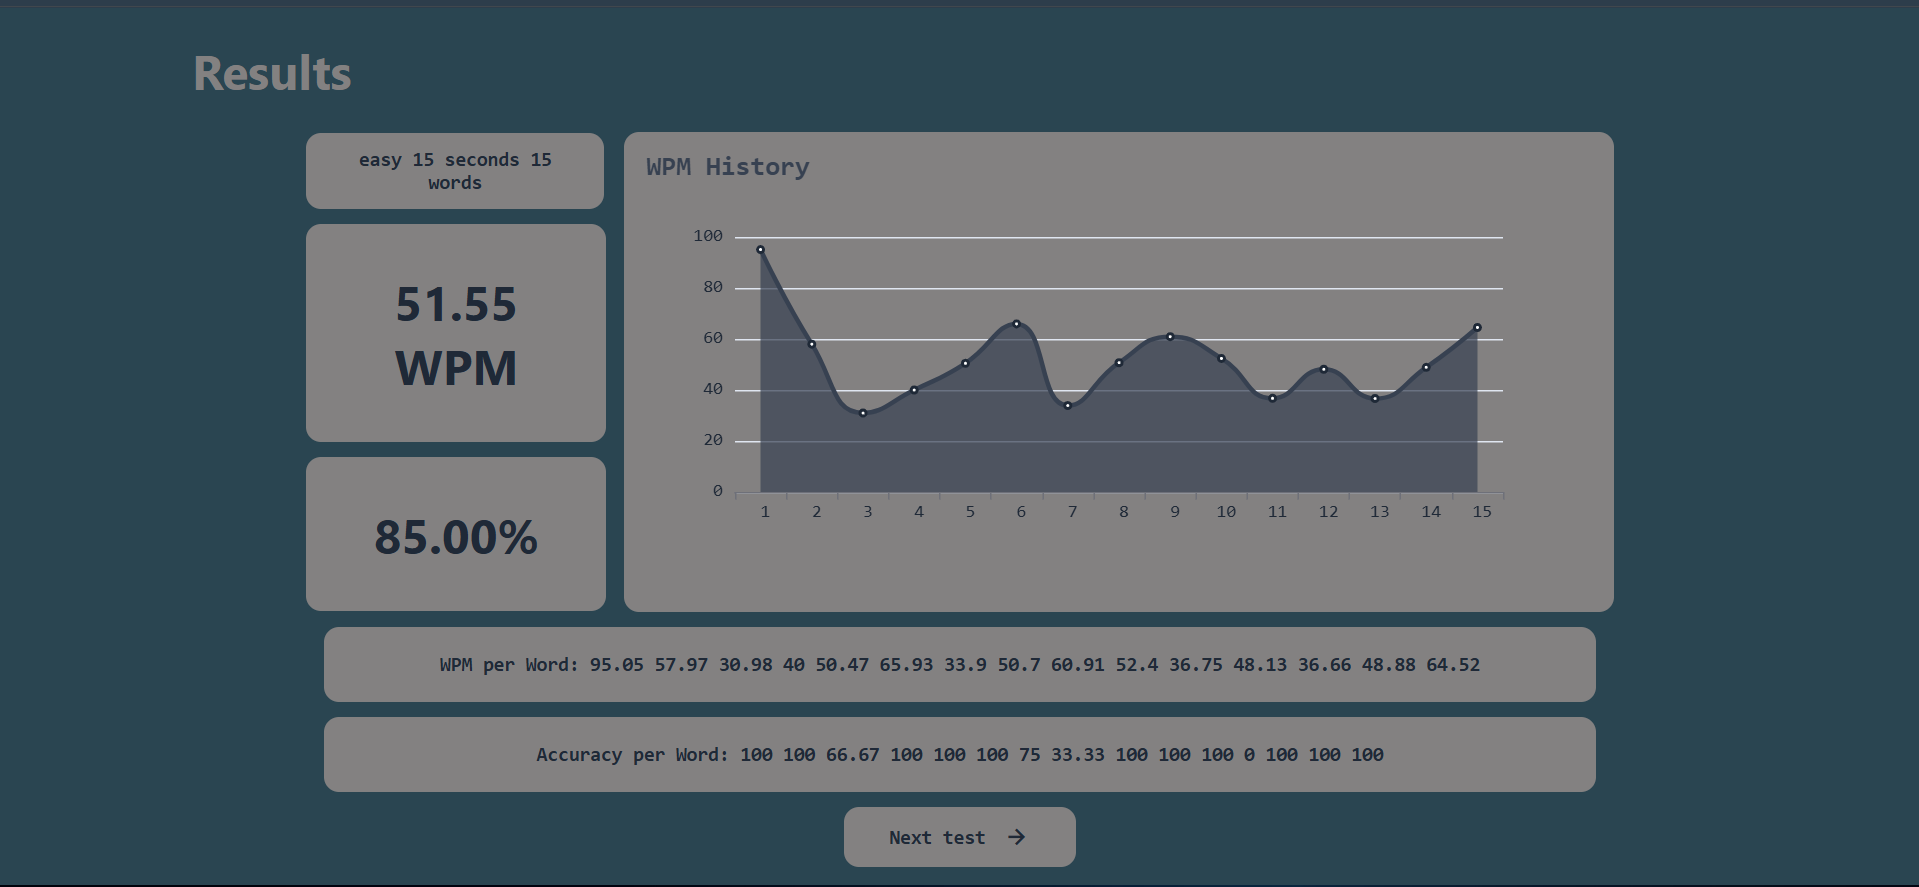 Results
easy 15 seconds 15
words
51.55
WPM
85.00%
WPM History
100
80
60
40
20
0
1 2 3 4 5 6 7 8 9 10 11 12 13 14 15
WPM per Word: 95.05 57.97 30.98 40 50.47 65.93 33.9 50.7 60.91 52.4 36.75 48.13 36.66 48.88 64.52
Accuracy per Word: 100 100 66.67 100 100 100 75 33.33 100 100 100 0 100 100 100
Next test →